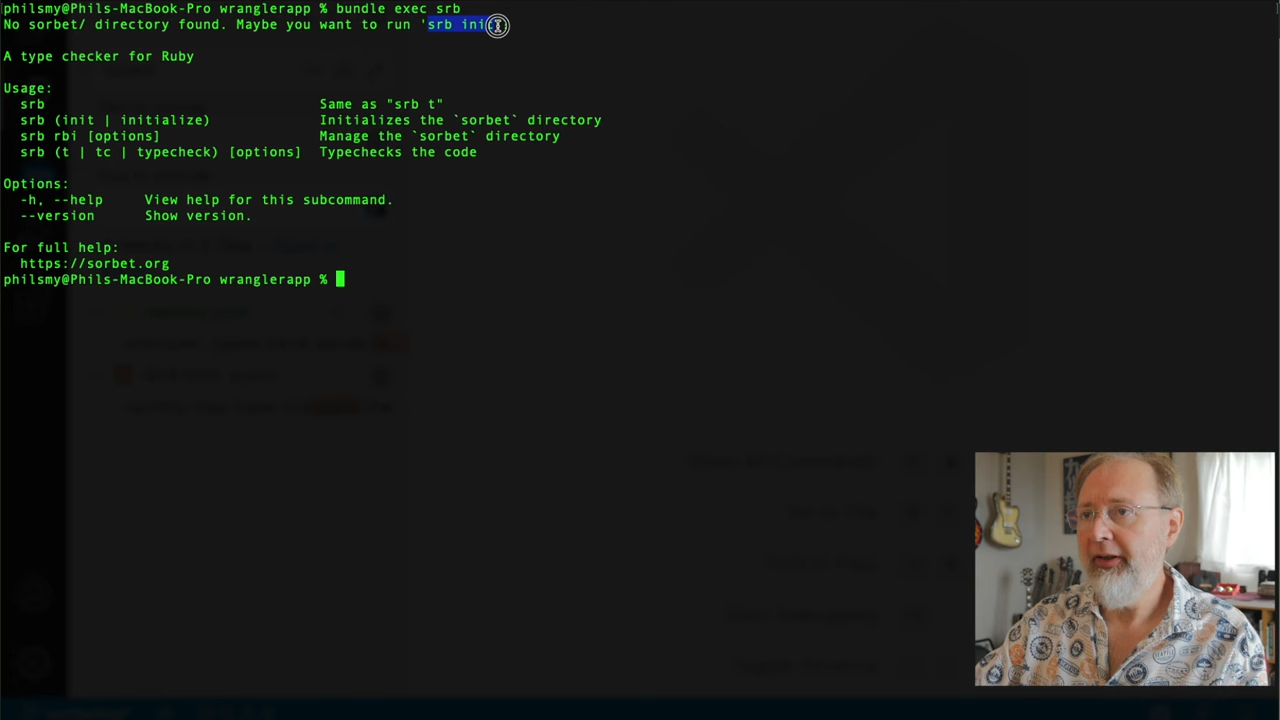 philsmy@Phils-MacBook-Pro wranglerapp % bundle exec srb
No sorbet/ directory found. Maybe you want to run 'srb init'?
A type checker for Ruby
Usage:
srb Same as "srb t"
srb (init | initialize) Initializes the `sorbet` directory
srb rbi [options] Manage the `sorbet` directory
srb (t | tc | typecheck) [options] Typechecks the code
Options:
-h, --help View help for this subcommand.
--version Show version.
For full help:
https://sorbet.org
philsmy@Phils-MacBook-Pro wranglerapp %